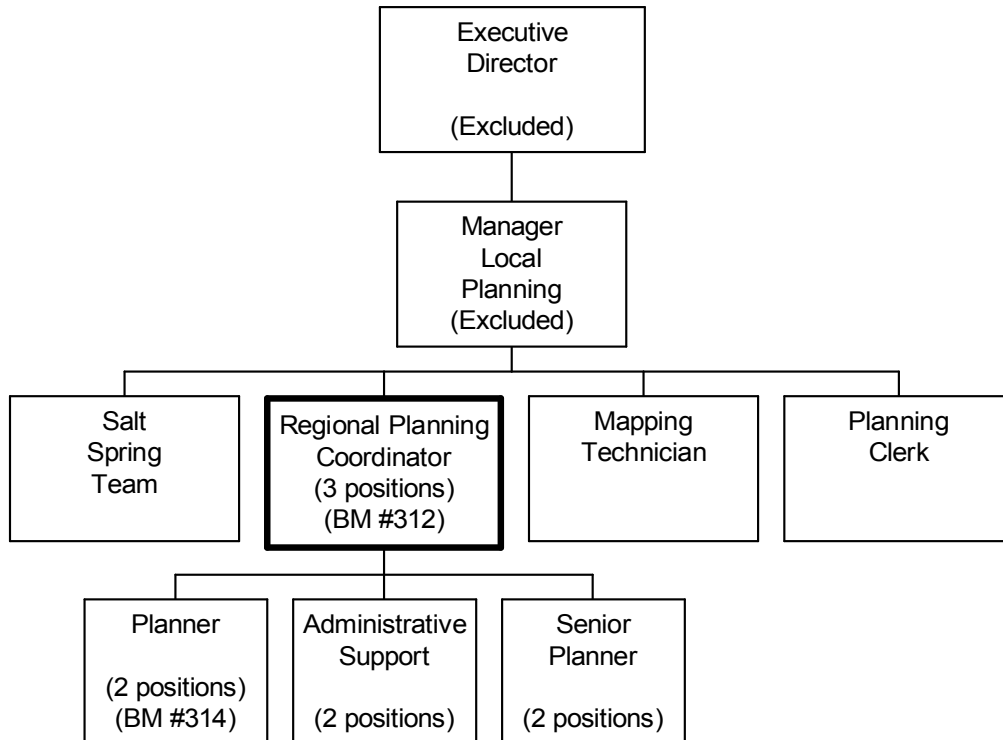 Executive
Director
(Excluded)
Manager
Local
Planning
(Excluded)
Salt
Spring
Team
Regional Planning
Coordinator
(3 positions)
(BM #312)
Mapping
Technician
Planning
Clerk
Planner
(2 positions)
(BM #314)
Administrative
Support
(2 positions)
Senior
Planner
(2 positions)